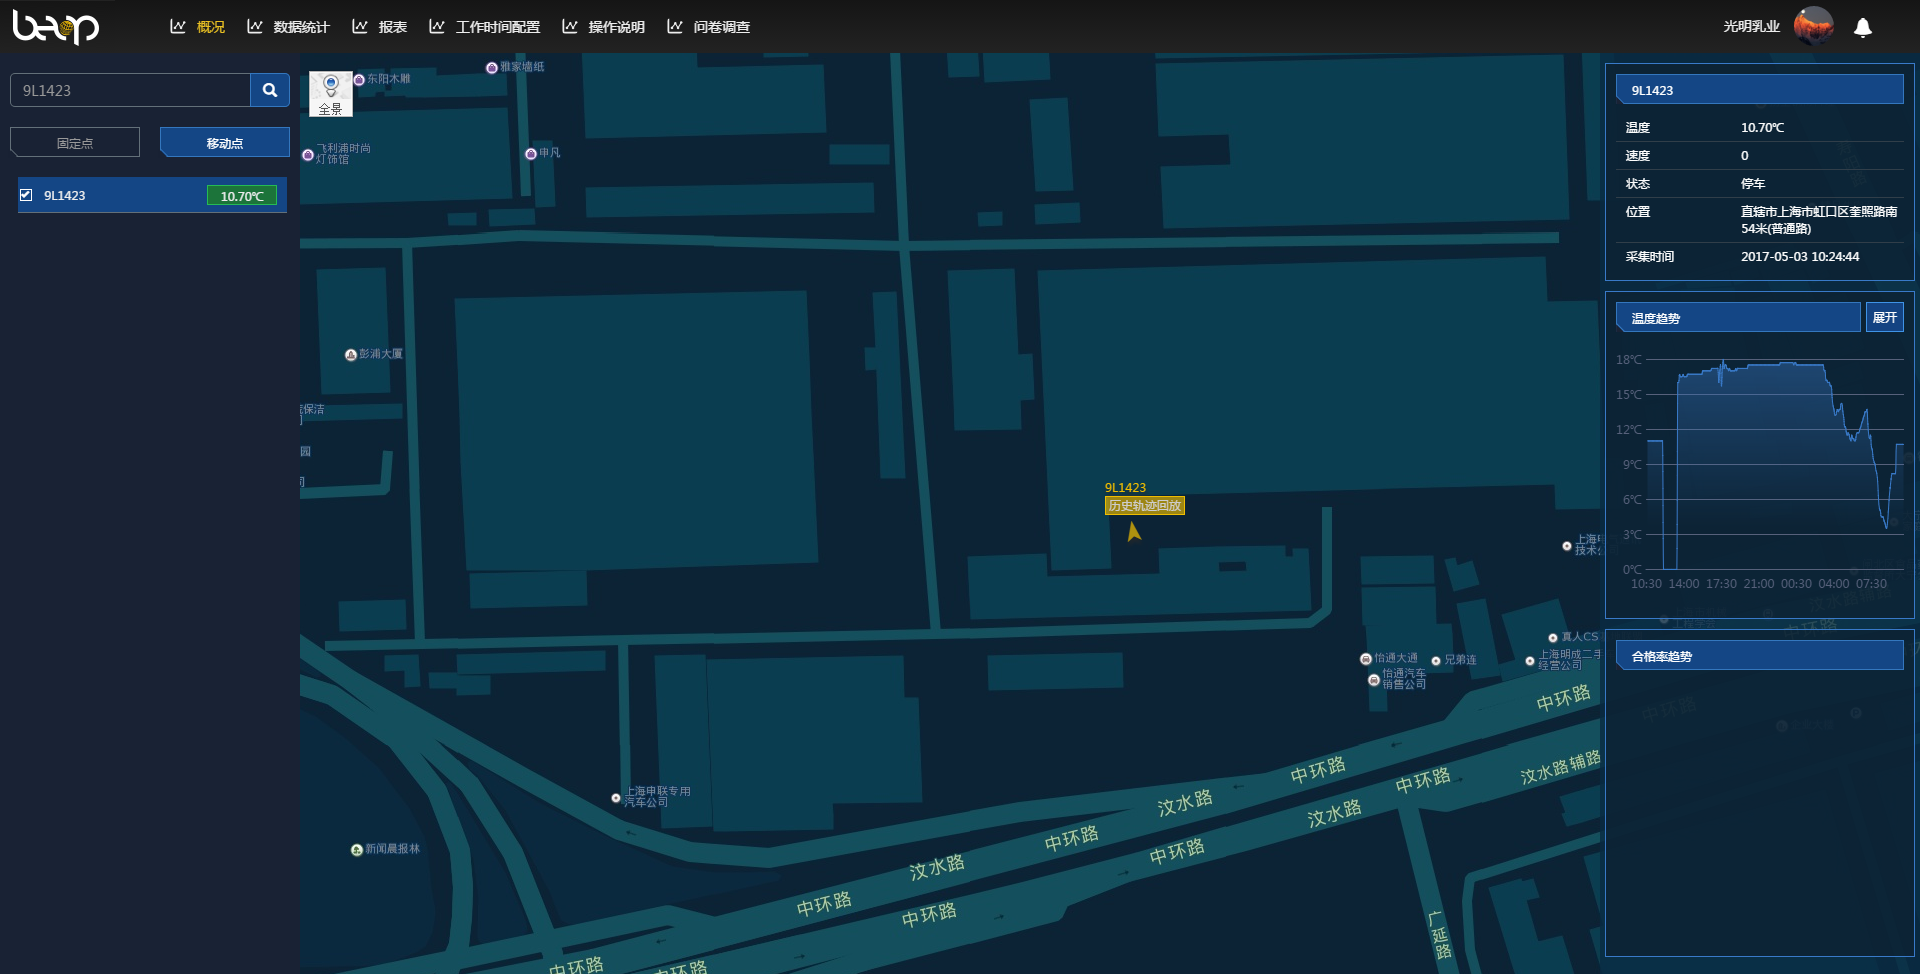 beop
概况
数据统计
报表
工作时间配置
操作说明
问卷调查
光明乳业
9L1423
固定点
移动点
9L1423
10.70℃
全景
东阳木雕
雅家墙纸
飞利浦时尚
灯饰馆
申凡
彭浦大厦
保洁
园
司
9L1423
历史轨迹回放
上海申联专用
汽车公司
新闻晨报林
怡通大通
兄弟连
怡通汽车
销售公司
真人CS
上海明成二手
经营公司
上海
技术
中环路
中环路
中环路
汶水路辅路
汶水路
汶水路
中环路
中环路
汶水路
中环路
中环路
中环路
中环路
广延路
9L1423
温度 10.70℃
速度 0
状态 停车
位置 直辖市上海市虹口区奎照路南
54米(普通路)
采集时间 2017-05-03 10:24:44
温度趋势
展开
18℃
15℃
12℃
9℃
6℃
3℃
0℃
10:30 14:00 17:30 21:00 00:30 04:00 07:30
汶水路辅路
中环路
合格率趋势
中环路